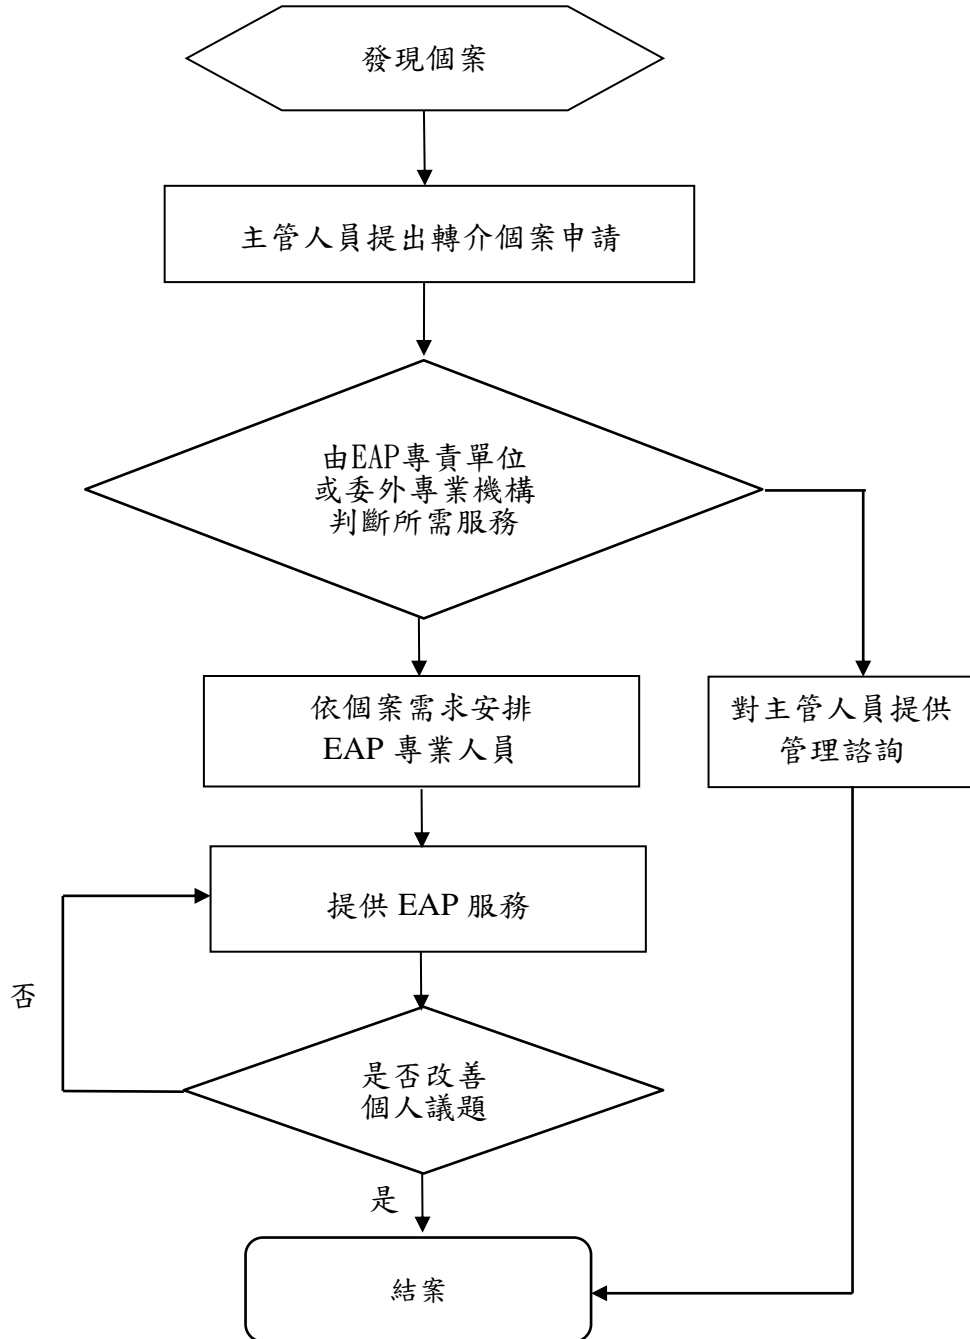 發現個案
主管人員提出轉介個案申請
由EAP專責單位
或委外專業機構
判斷所需服務
依個案需求安排
EAP 專業人員
對主管人員提供
管理諮詢
提供 EAP 服務
否
是否改善
個人議題
是
結案